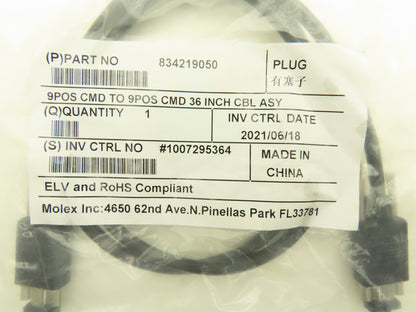 (P)PART NO 834219050 PLUG
有塞子
9POS CMD TO 9POS CMD 36 INCH CBL ASY
(Q)QUANTITY 1 INV CTRL DATE
2021/06/18
(S) INV CTRL NO #1007295364 MADE IN
CHINA
ELV and RoHS Compliant
Molex Inc:4650 62nd Ave.N.Pinellas Park FL33781